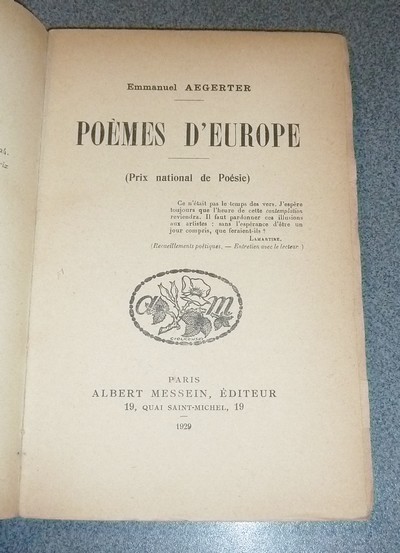 Emmanuel AEGERTER
POÈMES D'EUROPE
(Prix national de Poésie)
Ce n'était pas le temps des vers. J'espère
toujours que l'heure de cette contemplation
reviendra. Il faut pardonner ces illusions
aux artistes : sans l'espérance d'être un
jour compris, que feraient-ils ?
LAMARTINE.
(Recueillements poétiques. — Entretien avec le lecteur)
a m
PARIS
ALBERT MESSEIN, ÉDITEUR
19, QUAI SAINT-MICHEL, 19
1929